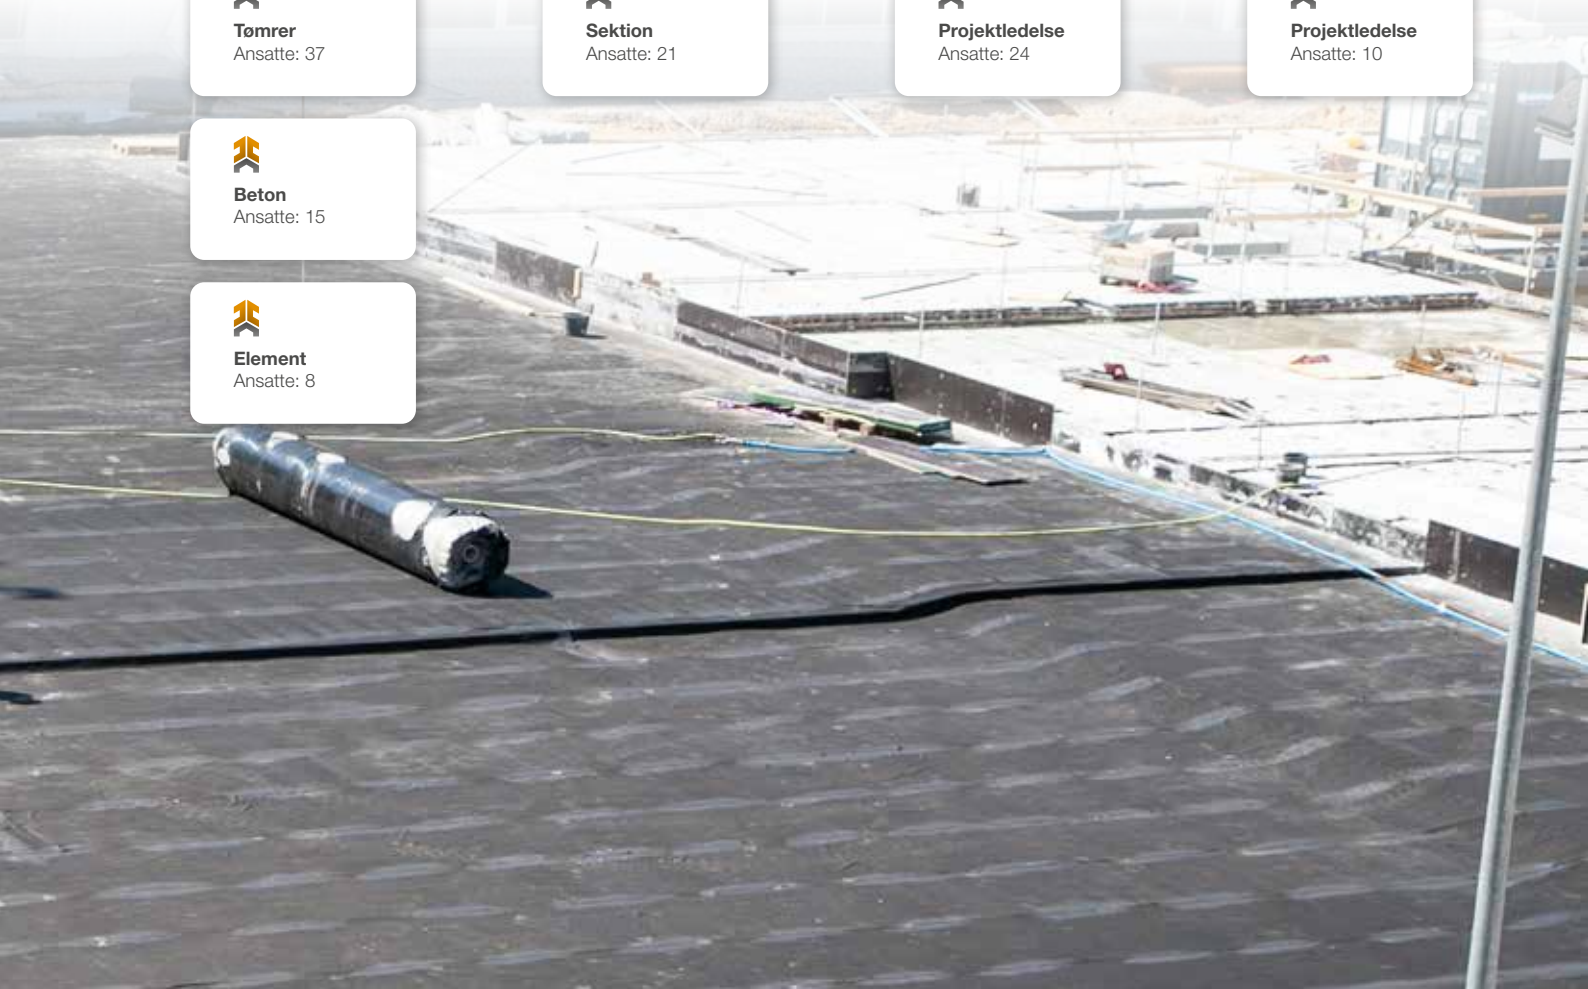 Tømrer
Ansatte: 37
Sektion
Ansatte: 21
Projektledelse
Ansatte: 24
Projektledelse
Ansatte: 10
Beton
Ansatte: 15
Element
Ansatte: 8